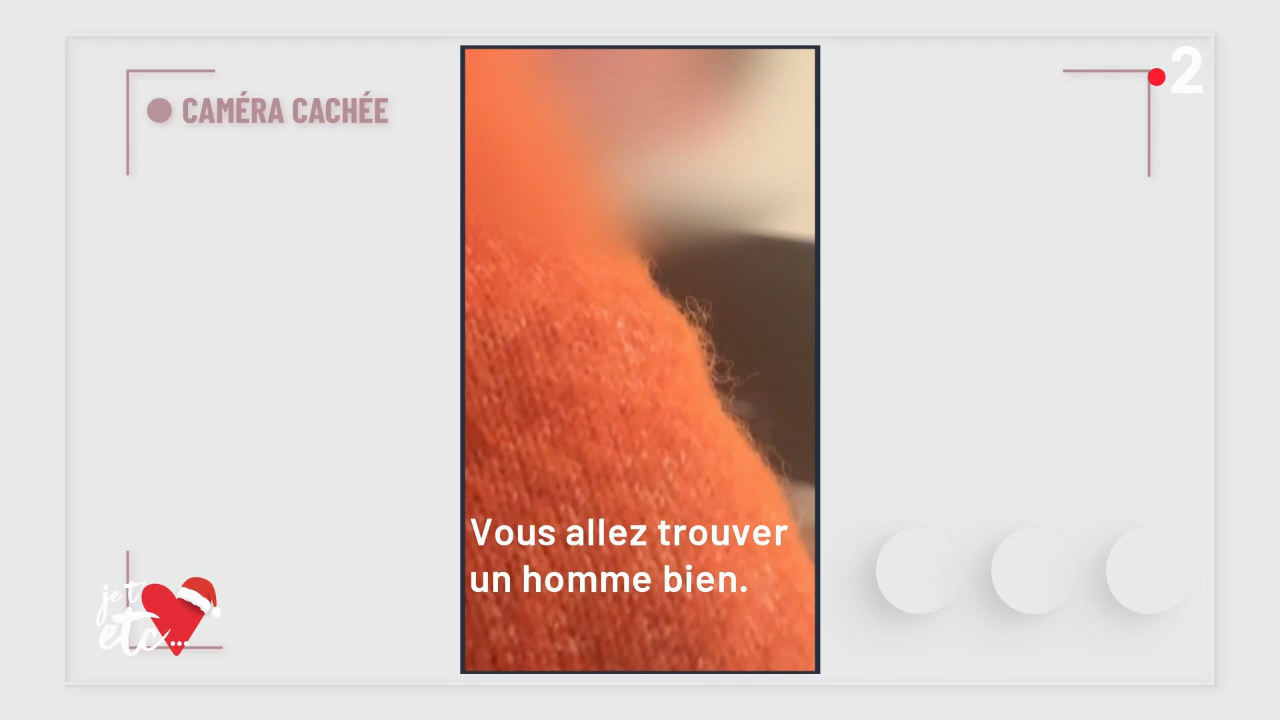 CAMÉRA CACHÉE
2
Vous allez trouver
un homme bien.
je t'
etc...